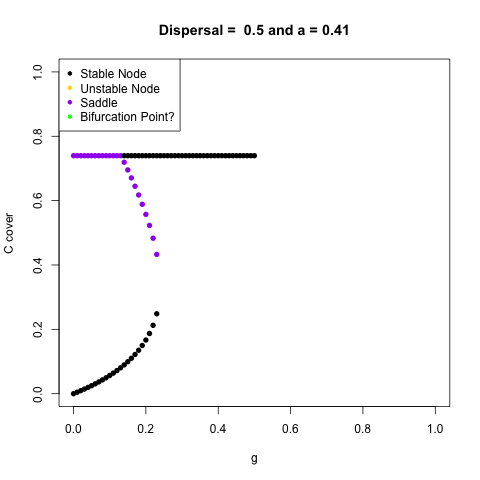 Dispersal =  0.5 and a = 0.41
Stable Node
Unstable Node
Saddle
Bifurcation Point?
C cover
1.0
0.8
0.6
0.4
0.2
0.0
0.0 0.2 0.4 0.6 0.8 1.0
g